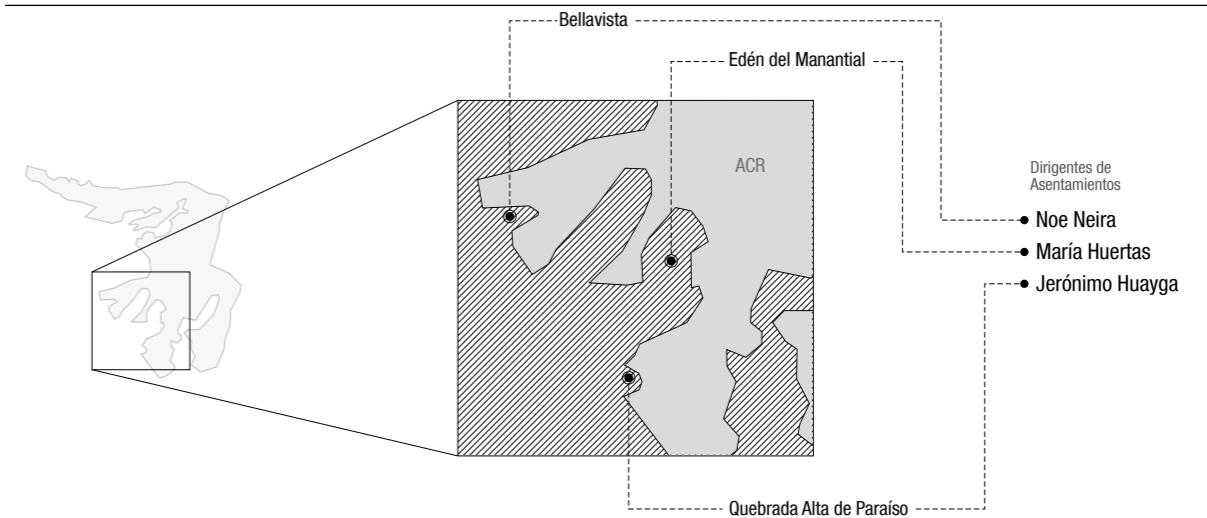 Bellavista
Edén del Manantial
ACR
Dirigentes de
Asentamientos
Noe Neira
María Huertas
Jerónimo Huayga
Quebrada Alta de Paraíso